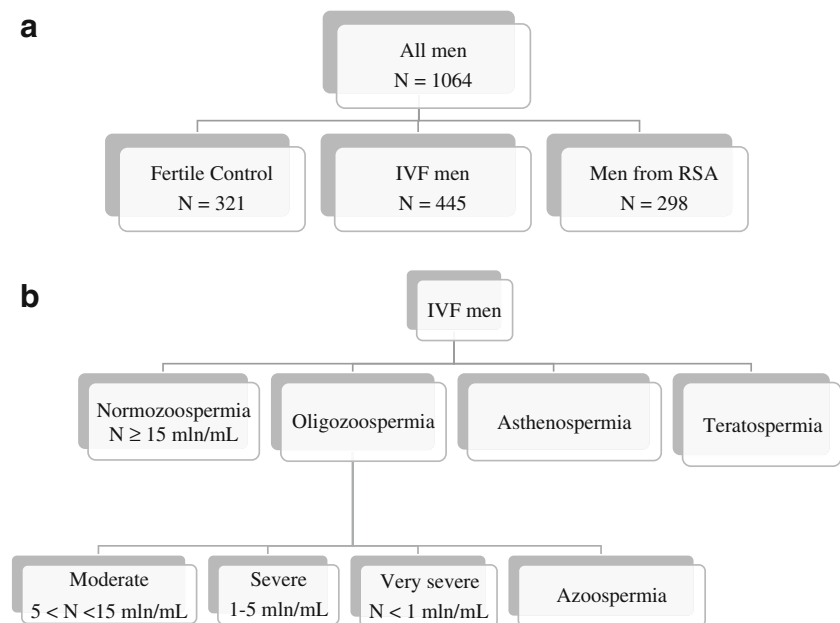 a
All men
N = 1064
Fertile Control
N = 321
IVF men
N = 445
Men from RSA
N = 298
b
IVF men
Normozoospermia
N ≥ 15 mln/mL
Oligozoospermia
Asthenospermia
Teratospermia
Moderate
5 < N <15 mln/mL
Severe
1-5 mln/mL
Very severe
N < 1 mln/mL
Azoospermia